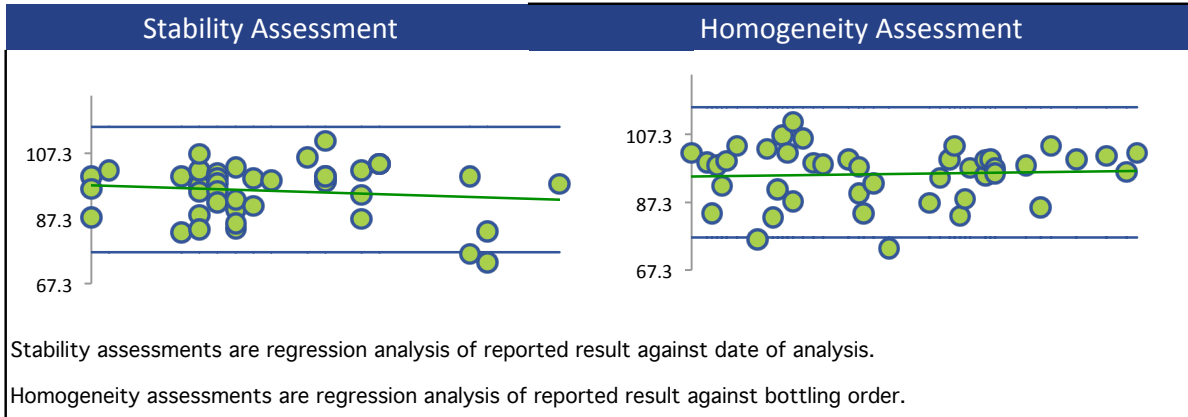 Stability Assessment
Homogeneity Assessment
107.3
87.3
67.3
107.3
87.3
67.3
Stability assessments are regression analysis of reported result against date of analysis.
Homogeneity assessments are regression analysis of reported result against bottling order.